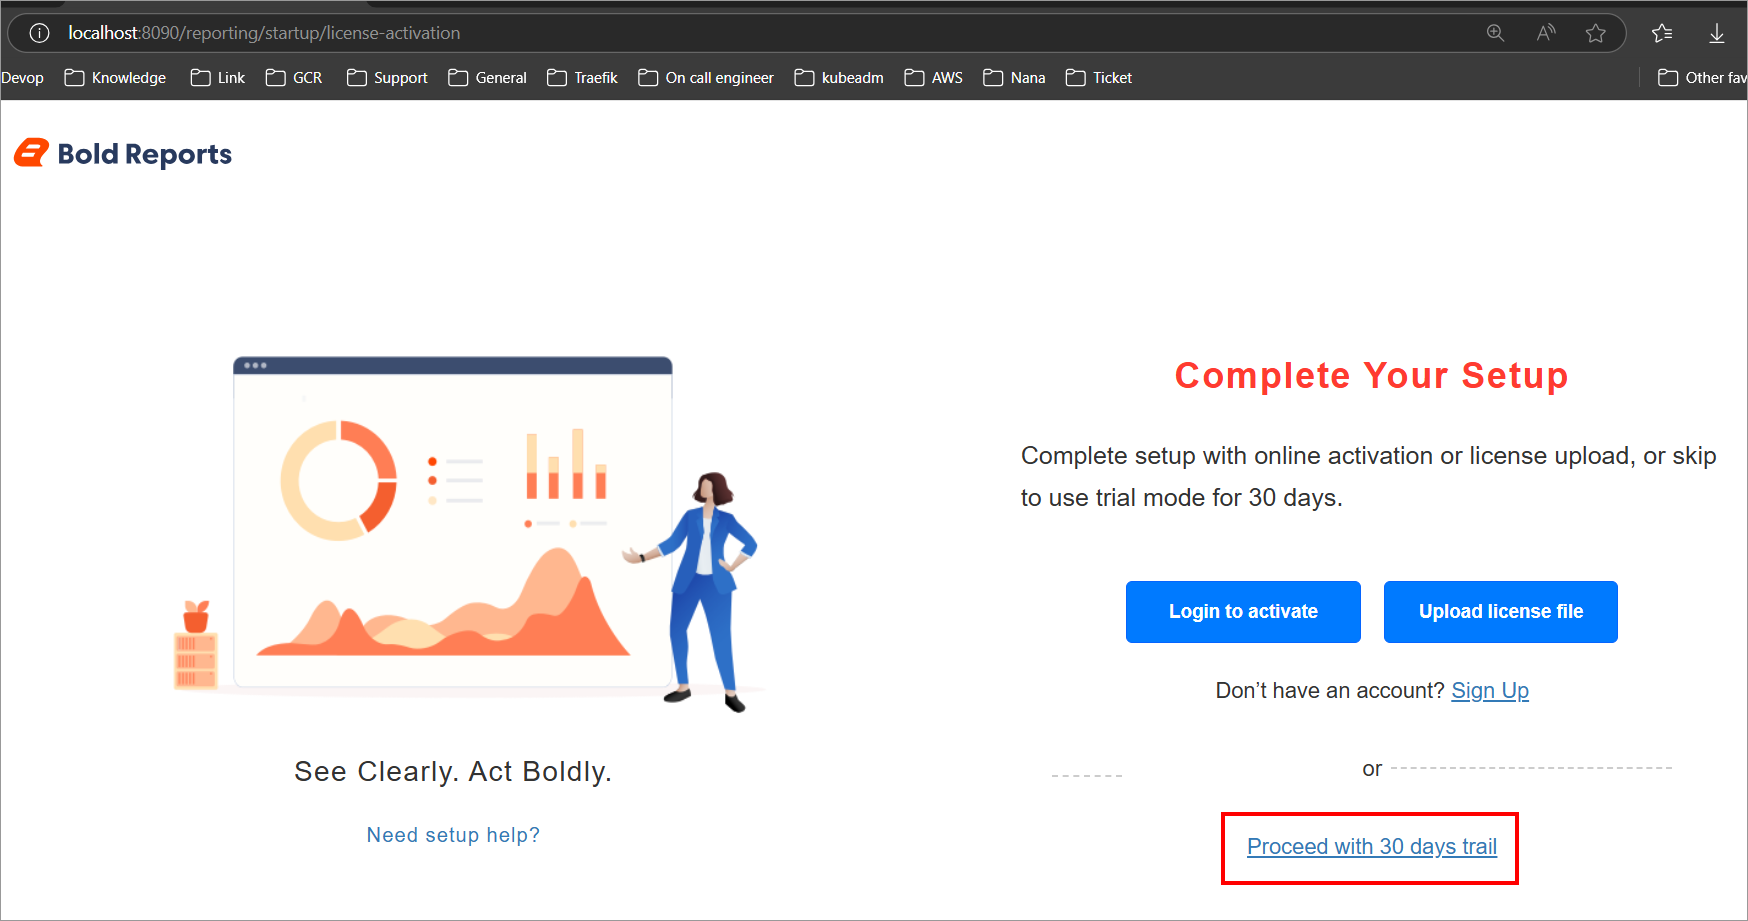 localhost:8090/reporting/startup/license-activation
Devop Knowledge Link GCR Support General Traefik On call engineer kubeadm AWS Nana Ticket Other fav
Bold Reports
Complete Your Setup
Complete setup with online activation or license upload, or skip
to use trial mode for 30 days.
Login to activate Upload license file
Don’t have an account? Sign Up
See Clearly. Act Boldly.
or
Need setup help?
Proceed with 30 days trail